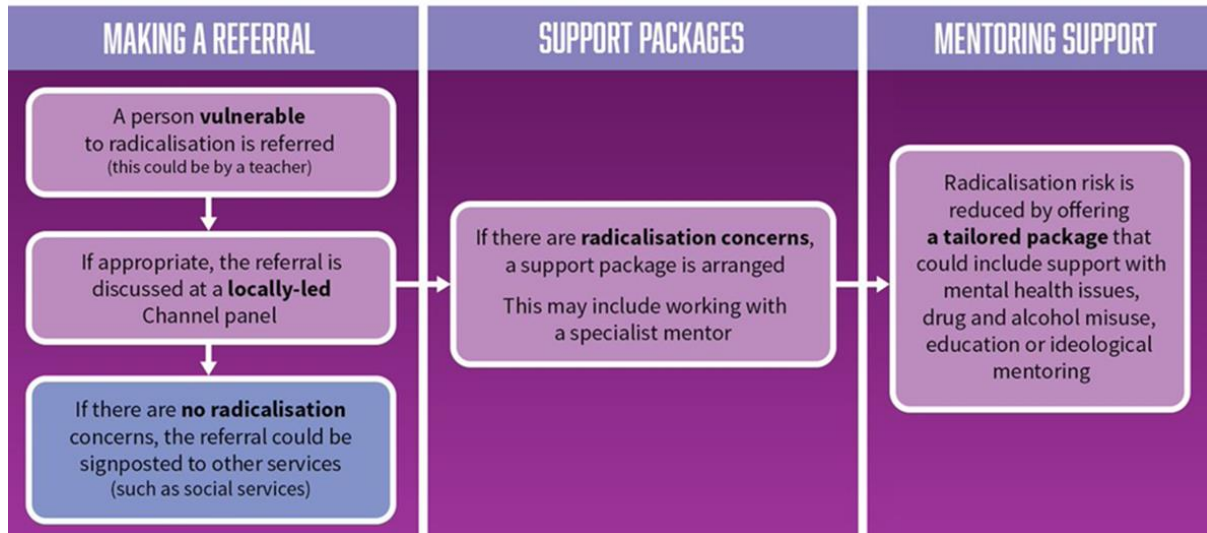 MAKING A REFERRAL
A person vulnerable
to radicalisation is referred
(this could be by a teacher)
If appropriate, the referral is
discussed at a locally-led
Channel panel
If there are no radicalisation
concerns, the referral could be
signposted to other services
(such as social services)
SUPPORT PACKAGES
If there are radicalisation concerns,
a support package is arranged
This may include working with
a specialist mentor
MENTORING SUPPORT
Radicalisation risk is
reduced by offering
a tailored package that
could include support with
mental health issues,
drug and alcohol misuse,
education or ideological
mentoring